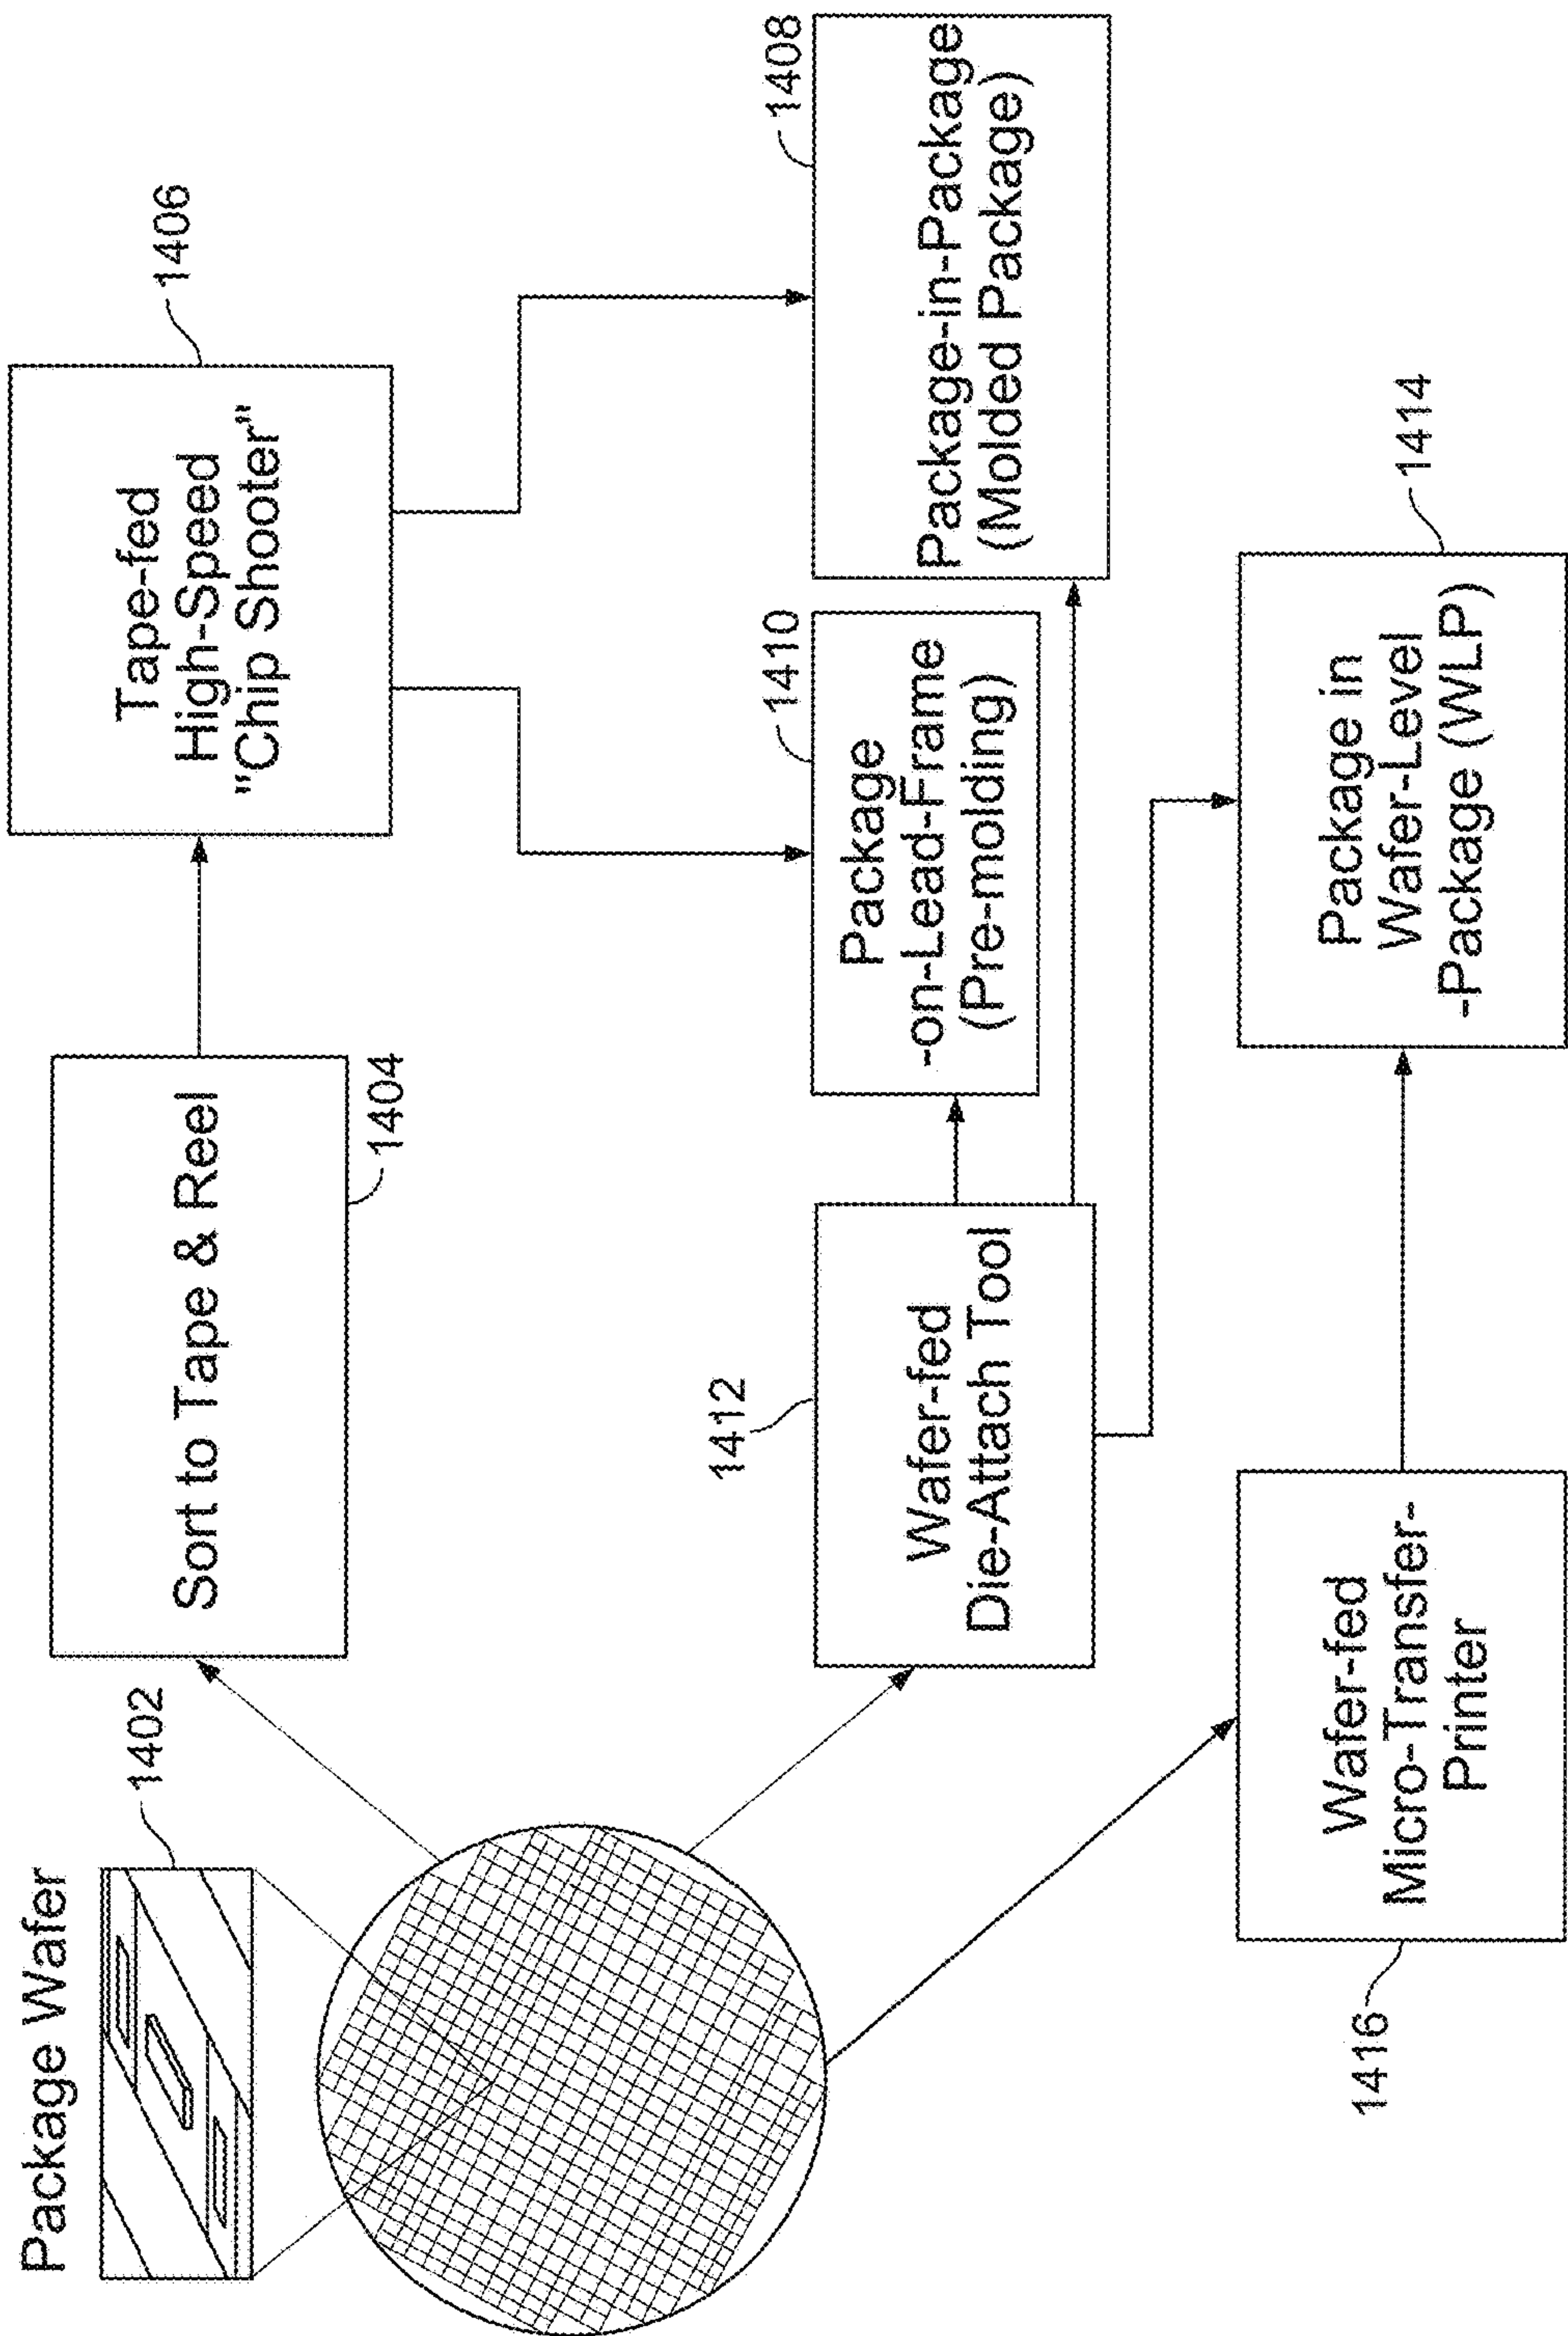 Package Wafer
1402
Sort to Tape & Reel
1404
Tape-fed
High-Speed
"Chip Shooter"
1406
1412
Wafer-fed
Die-Attach Tool
Package
-on-Lead-Frame
(Pre-molding)
1410
Package-in-Package
(Molded Package)
1408
Wafer-fed
Micro-Transfer-
Printer
1416
Package in
Wafer-Level
-Package (WLP)
1414